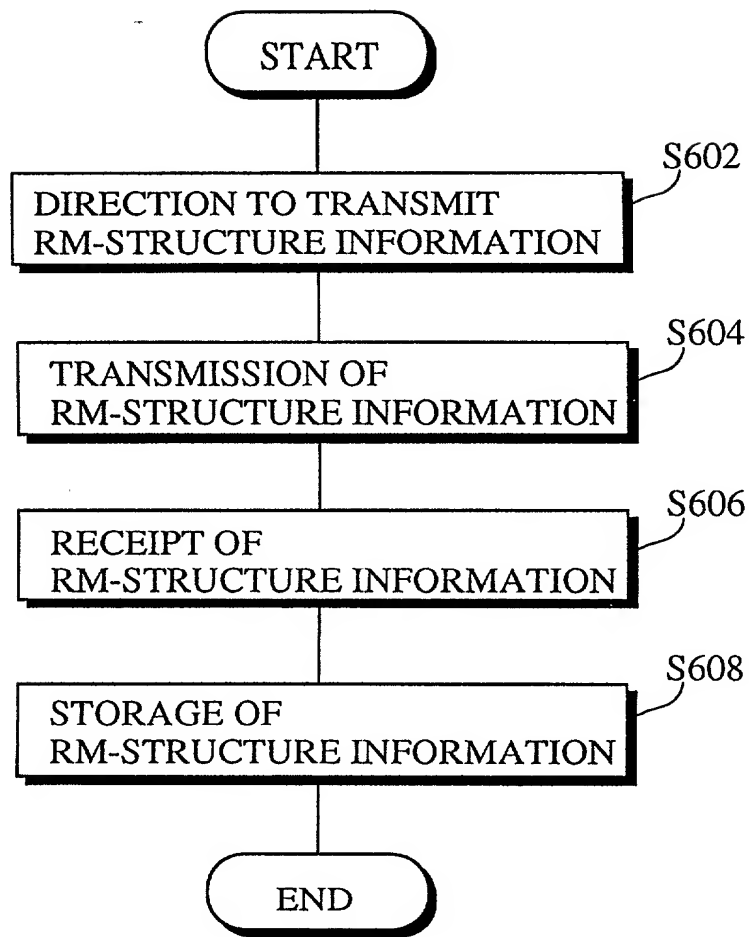 START
S602
DIRECTION TO TRANSMIT
RM-STRUCTURE INFORMATION
S604
TRANSMISSION OF
RM-STRUCTURE INFORMATION
S606
RECEIPT OF
RM-STRUCTURE INFORMATION
S608
STORAGE OF
RM-STRUCTURE INFORMATION
END